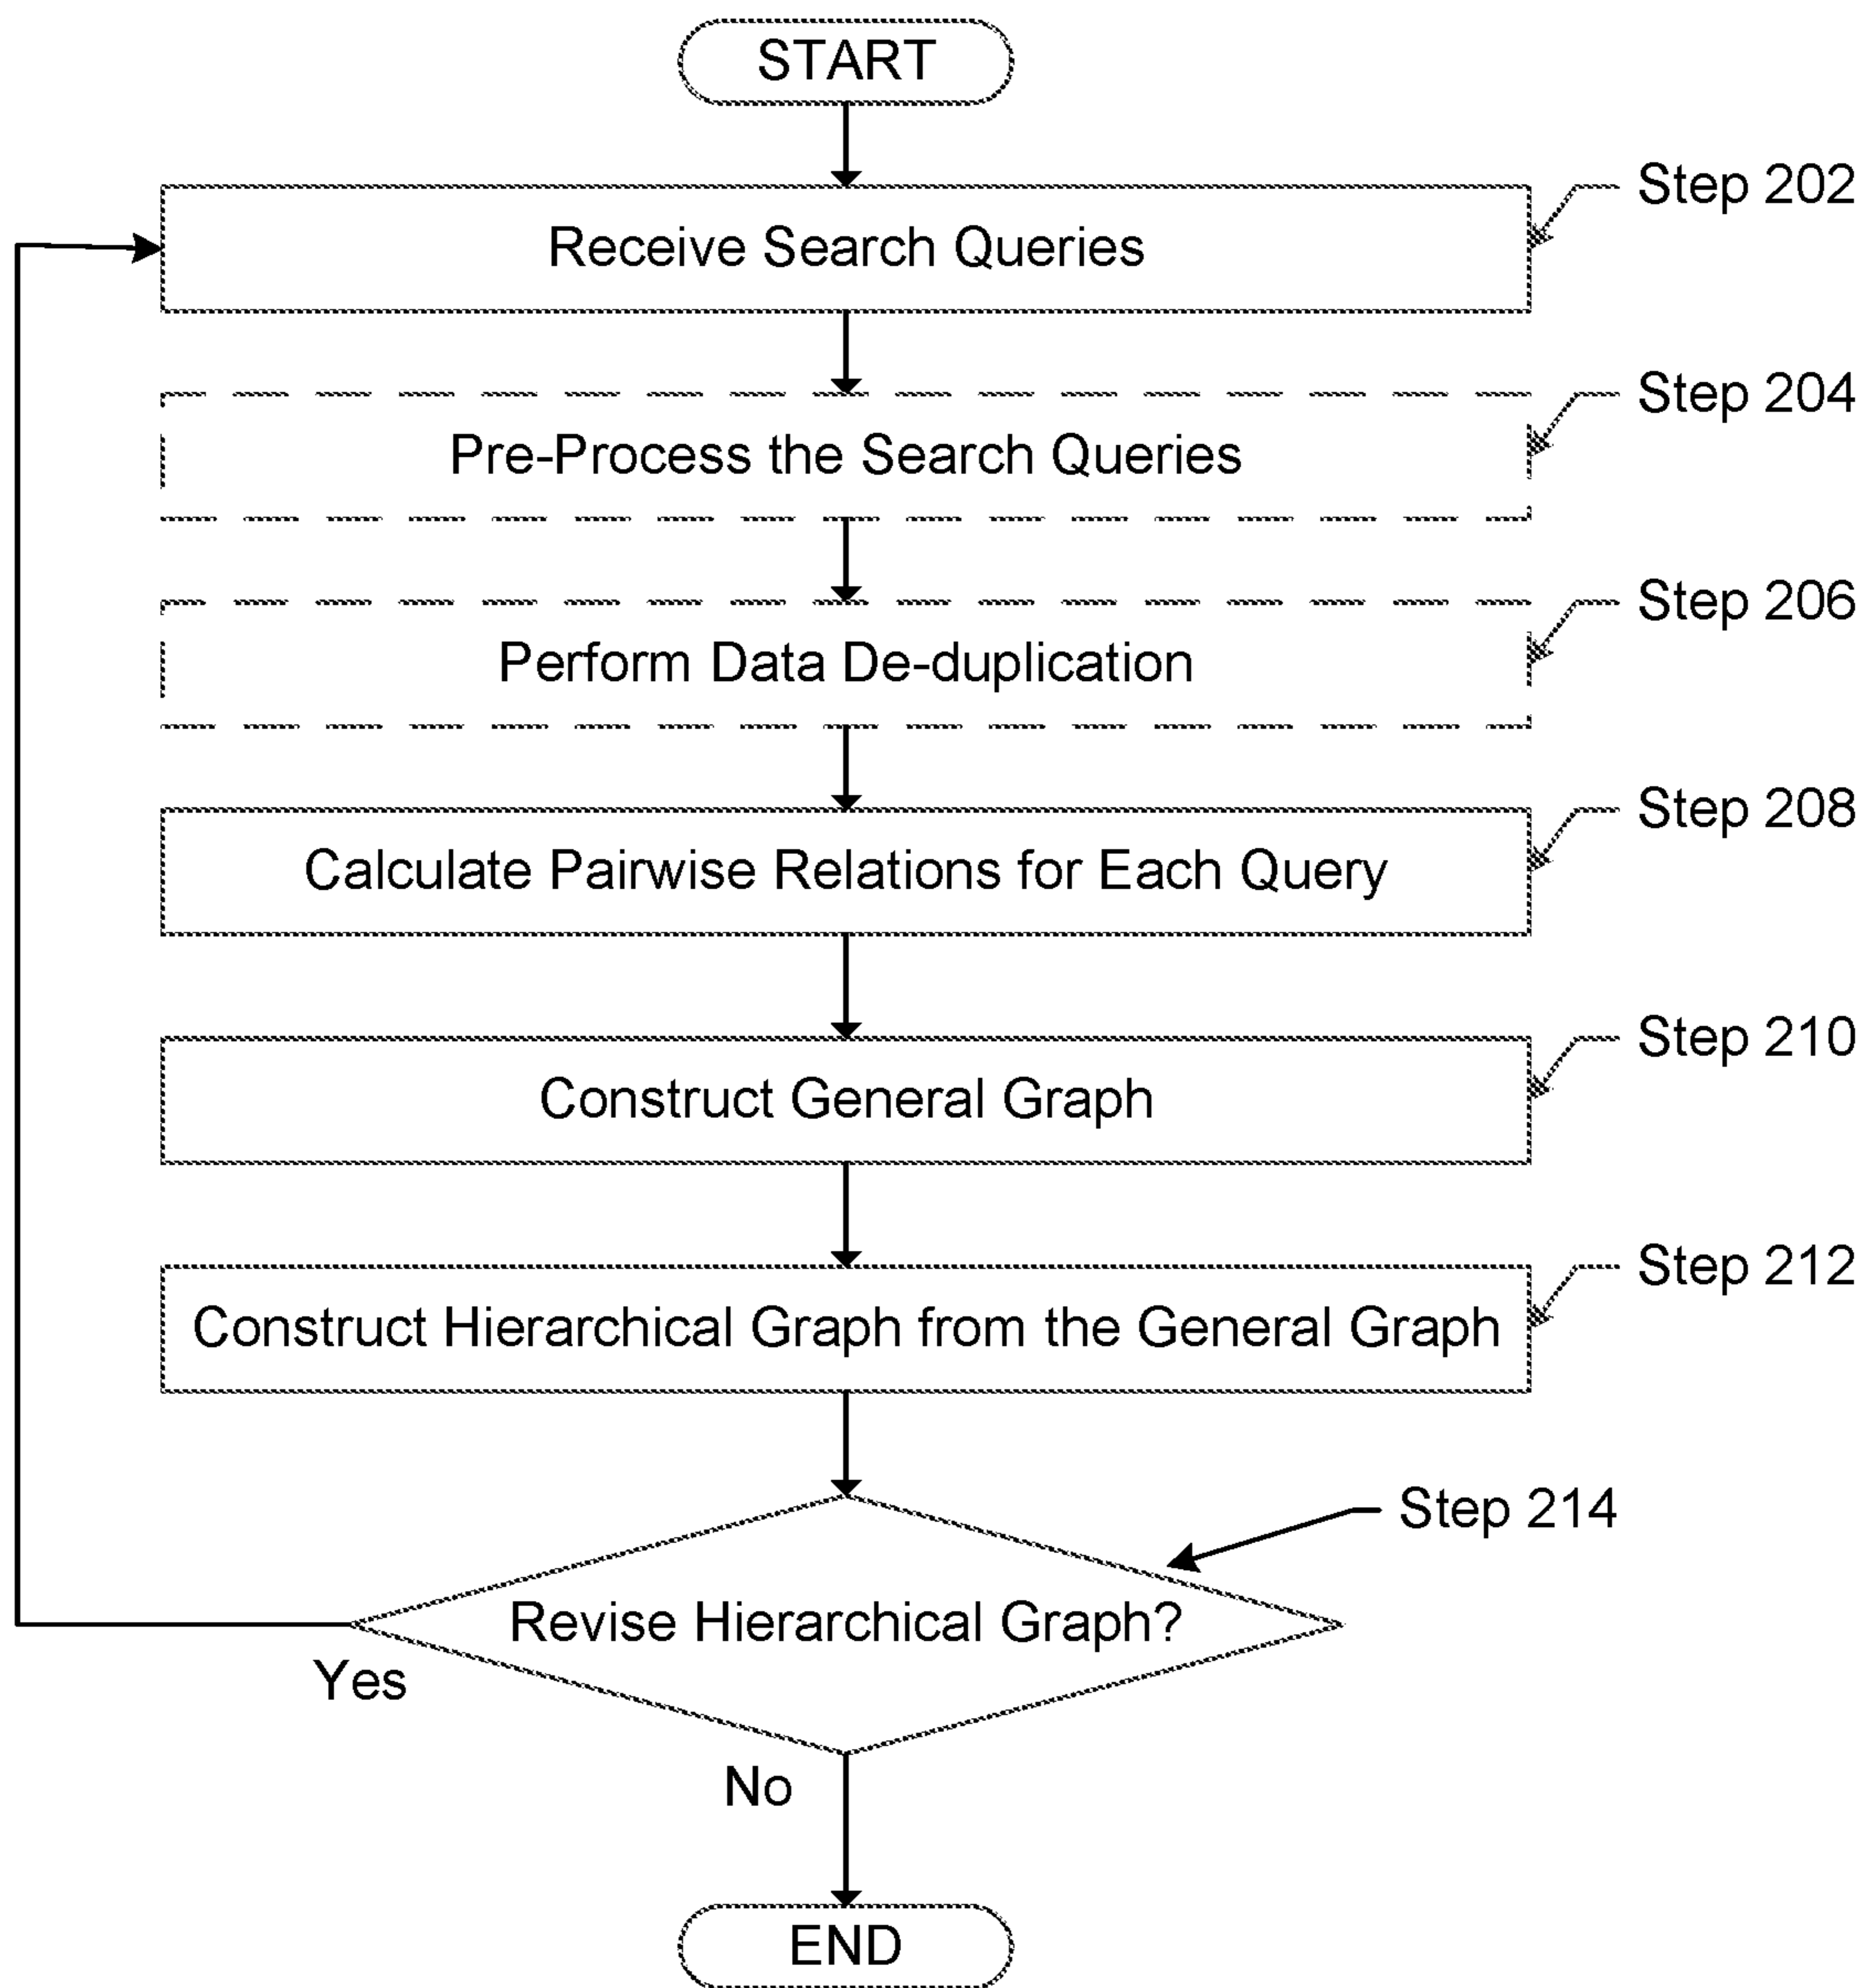 START
Step 202
Receive Search Queries
Step 204
Pre-Process the Search Queries
Step 206
Perform Data De-duplication
Step 208
Calculate Pairwise Relations for Each Query
Step 210
Construct General Graph
Step 212
Construct Hierarchical Graph from the General Graph
Step 214
Revise Hierarchical Graph?
Yes
No
END